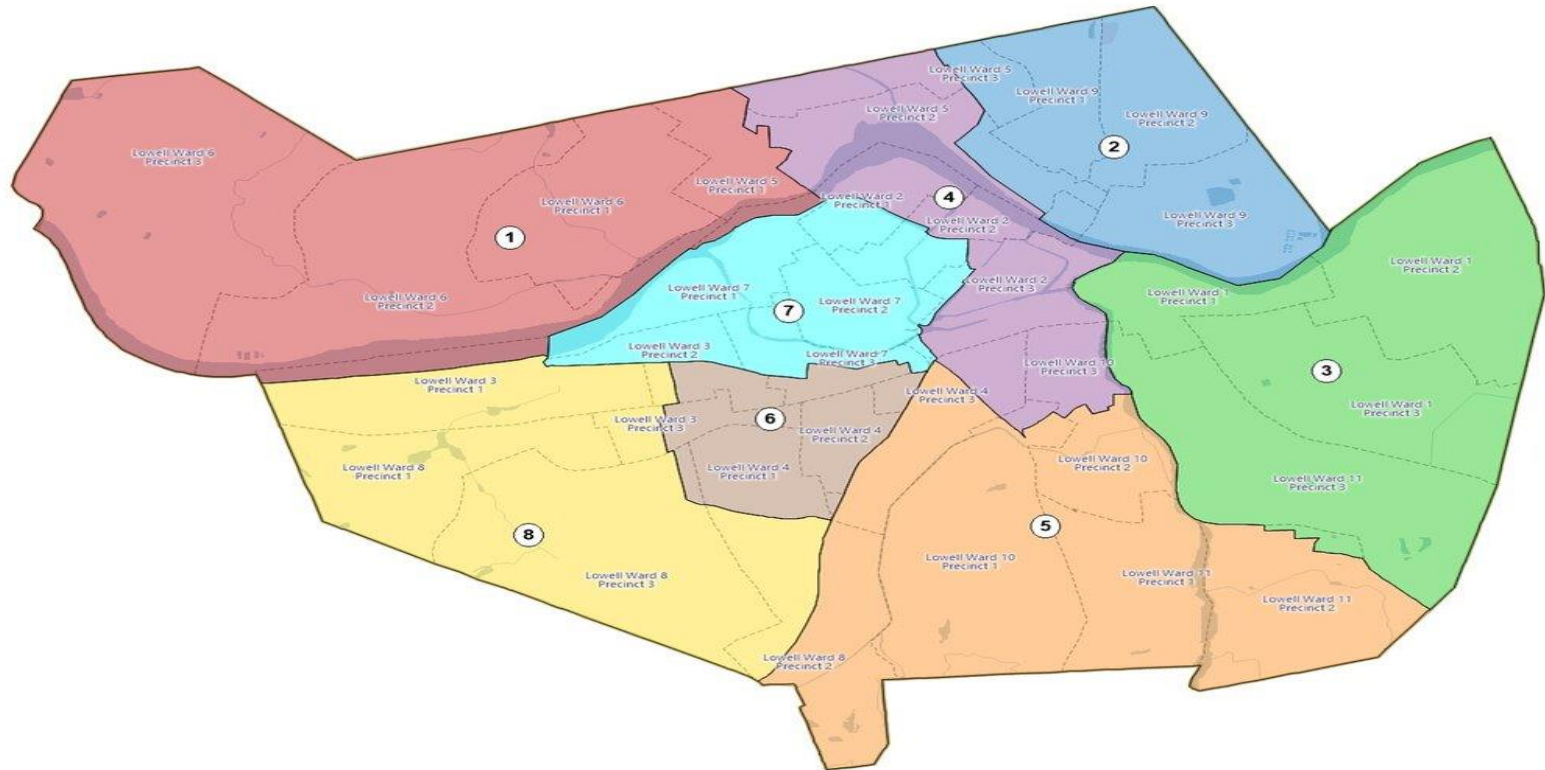 Lowell Ward 5
Precinct 3
Lowell Ward 9
Precinct 1
Lowell Ward 5
Precinct 2
Lowell Ward 9
Precinct 2
2
Lowell Ward 6
Precinct 3
Lowell Ward 5
Precinct 1
Lowell Ward 6
Precinct 1
Lowell Ward 2
Precinct 1
4
Lowell Ward 2
Precinct 2
Lowell Ward 9
Precinct 3
1
Lowell Ward 1
Precinct 2
Lowell Ward 6
Precinct 2
Lowell Ward 7
Precinct 1
Lowell Ward 7
Precinct 2
7
Lowell Ward 2
Precinct 3
Lowell Ward 1
Precinct 1
Lowell Ward 3
Precinct 2
Lowell Ward 7
Precinct 3
Lowell Ward 10
Precinct 3
3
Lowell Ward 3
Precinct 1
Lowell Ward 4
Precinct 3
Lowell Ward 1
Precinct 3
Lowell Ward 3
Precinct 3
6
Lowell Ward 4
Precinct 2
Lowell Ward 8
Precinct 1
Lowell Ward 4
Precinct 1
Lowell Ward 10
Precinct 2
Lowell Ward 11
Precinct 3
8
5
Lowell Ward 8
Precinct 3
Lowell Ward 10
Precinct 1
Lowell Ward 11
Precinct 1
Lowell Ward 11
Precinct 2
Lowell Ward 8
Precinct 2